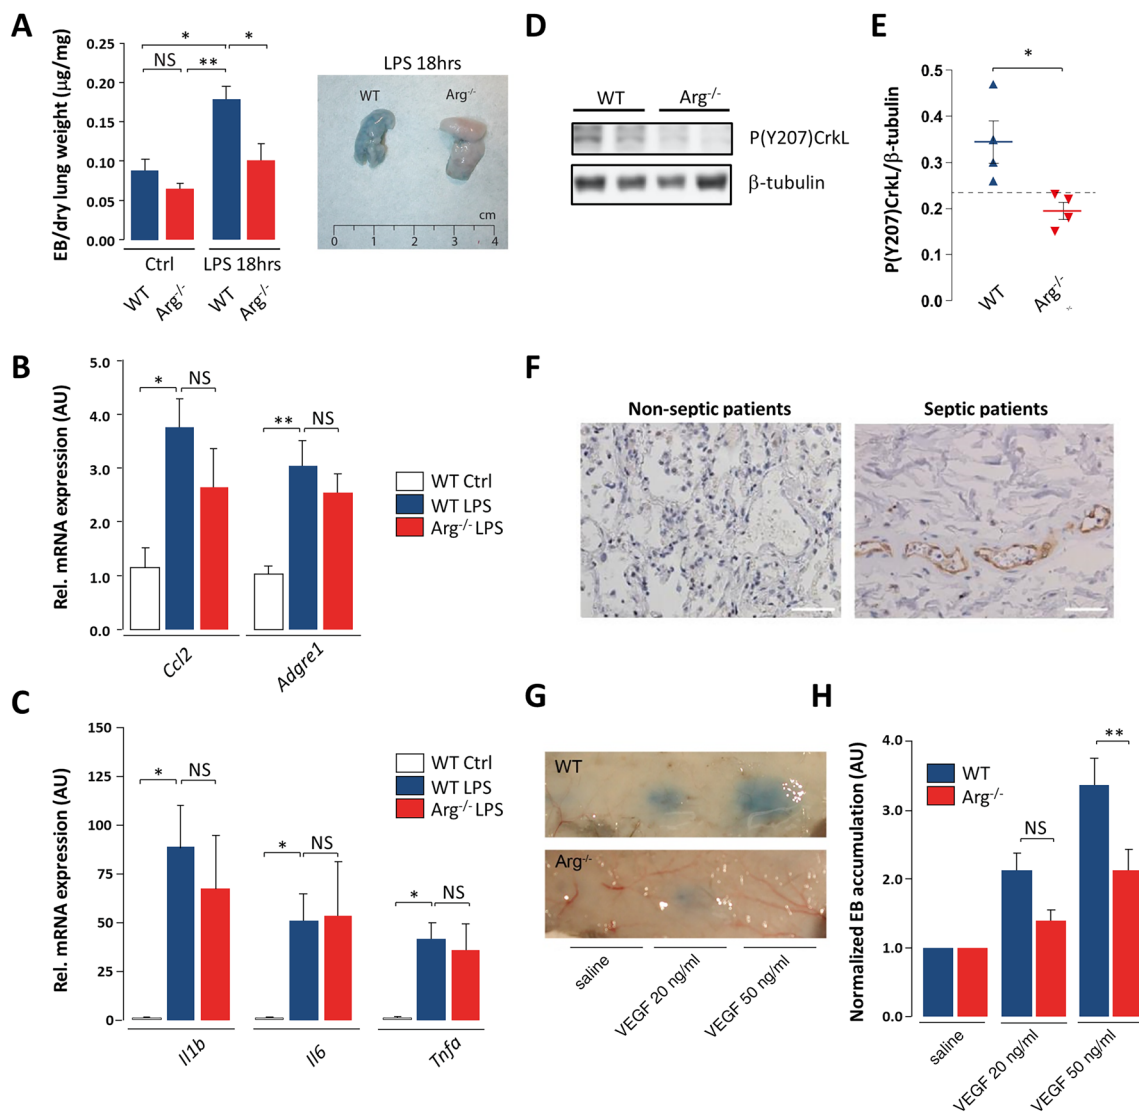 A
EB/dry lung weight (µg/mg)
0.25
0.20
0.15
0.10
0.05
0.00
*
*
NS
**
Ctrl
LPS 18hrs
WT
Arg-/-
WT
Arg-/-
LPS 18hrs
WT
Arg-/-
cm
0 1 2 3 4
B
Rel. mRNA expression (AU)
5.0
4.0
3.0
2.0
1.0
0.0
*
NS
**
NS
WT Ctrl
WT LPS
Arg-/- LPS
Ccl2
Adgre1
C
Rel. mRNA expression (AU)
150
125
100
75
50
25
0
*
NS
*
NS
*
NS
WT Ctrl
WT LPS
Arg-/- LPS
Il1b
Il6
Tnfa
D
WT
Arg-/-
P(Y207)CrkL
β-tubulin
E
P(Y207)CrkL/β-tubulin
0.5
0.4
0.3
0.2
0.1
0.0
*
WT
Arg-/-
-/-
F
Non-septic patients
Septic patients
G
WT
Arg-/-
saline
VEGF 20 ng/ml
VEGF 50 ng/ml
H
Normalized EB accumulation (AU)
4.0
3.0
2.0
1.0
0.0
WT
Arg-/-
NS
**
saline
VEGF 20 ng/ml
VEGF 50 ng/ml